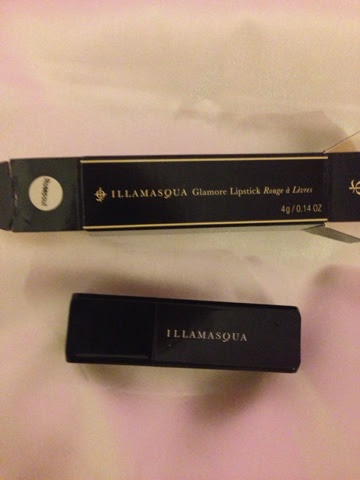 ILLAMASQUA Glamore Lipstick Rouge à Lèvres
4g / 0.14 OZ
ILLAMASQUA